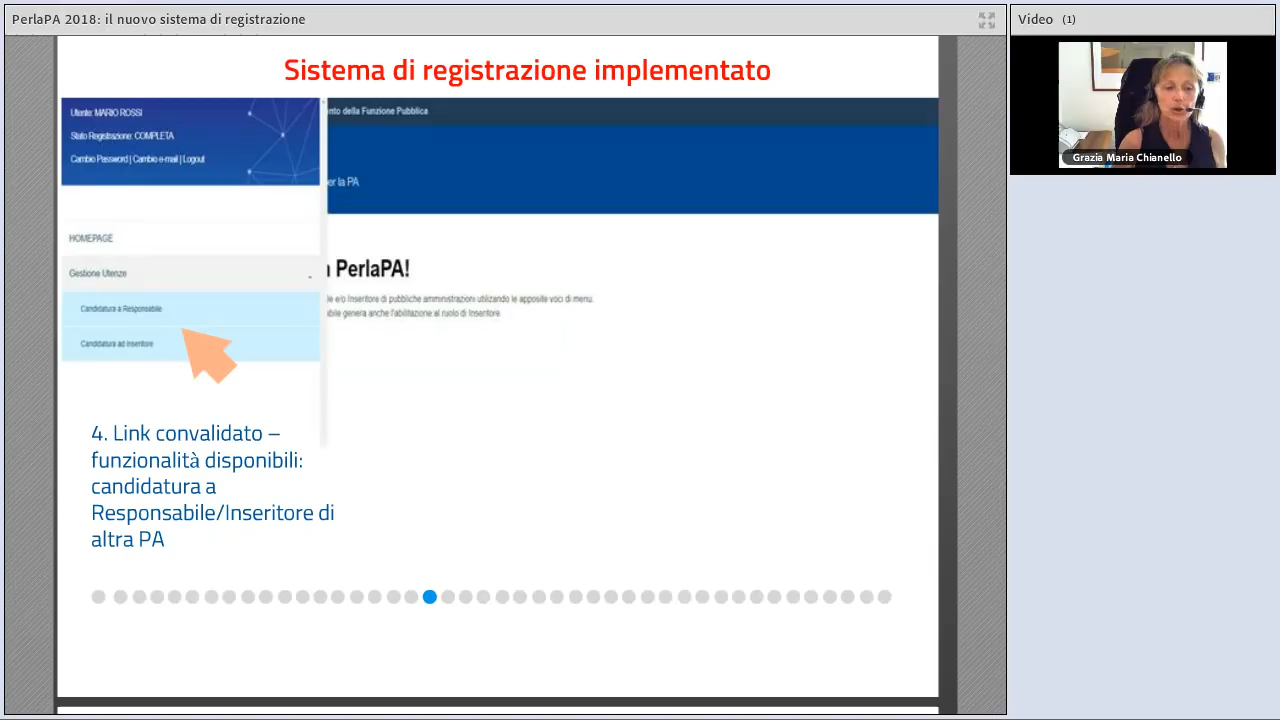 PerlaPA 2018: il nuovo sistema di registrazione
Video (1)
Grazia Maria Chianello
Sistema di registrazione implementato
Utente: MARIO ROSSI
Stato Registrazione: COMPLETA
Cambio Password | Cambio e-mail | Logout
nto della Funzione Pubblica
er la PA
HOMEPAGE
Gestione Utenze
Candidatura a Responsabile
Candidatura ad Inseritore
PerlaPA!
le e/o Inseritore di pubbliche amministrazioni utilizando le apposite voci di menu.
bile genera anche l'abilitazione al ruolo di Inseritore.
4. Link convalidato –
funzionalità disponibili:
candidatura a
Responsabile/Inseritore di
altra PA